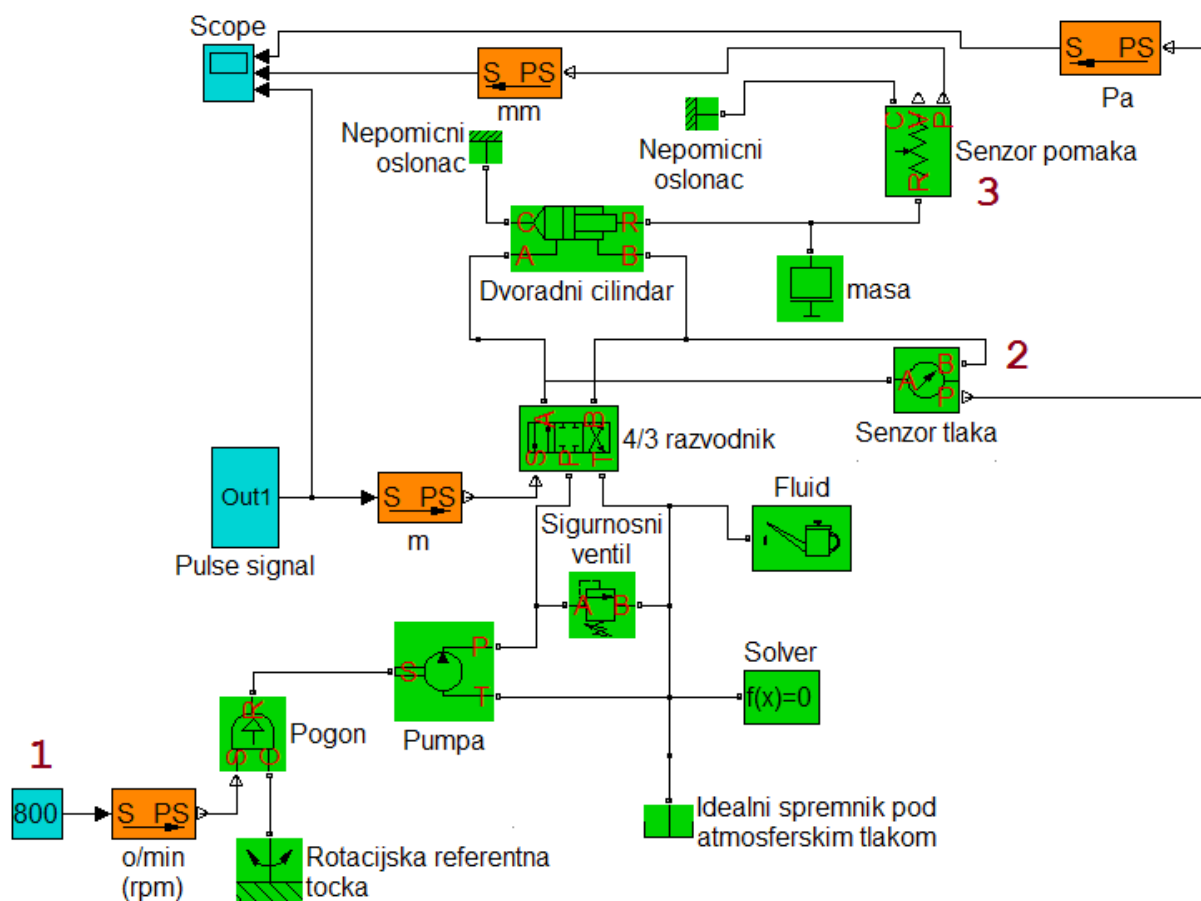 Scope
S PS
Pa
S PS
mm
Nepomicni
oslonac
Nepomicni
oslonac
C
V
P
R
Senzor pomaka
3
C
R
A
B
Dvoradni cilindar
masa
2
A
B
P
Senzor tlaka
A
B
S
P
T
4/3 razvodnik
Out1
Pulse signal
S PS
m
Sigurnosni
ventil
A
B
Fluid
S
P
T
Pumpa
Solver
f(x)=0
R
S
C
Pogon
1
800
S PS
o/min
(rpm)
Rotacijska referentna
tocka
Idealni spremnik pod
atmosferskim tlakom